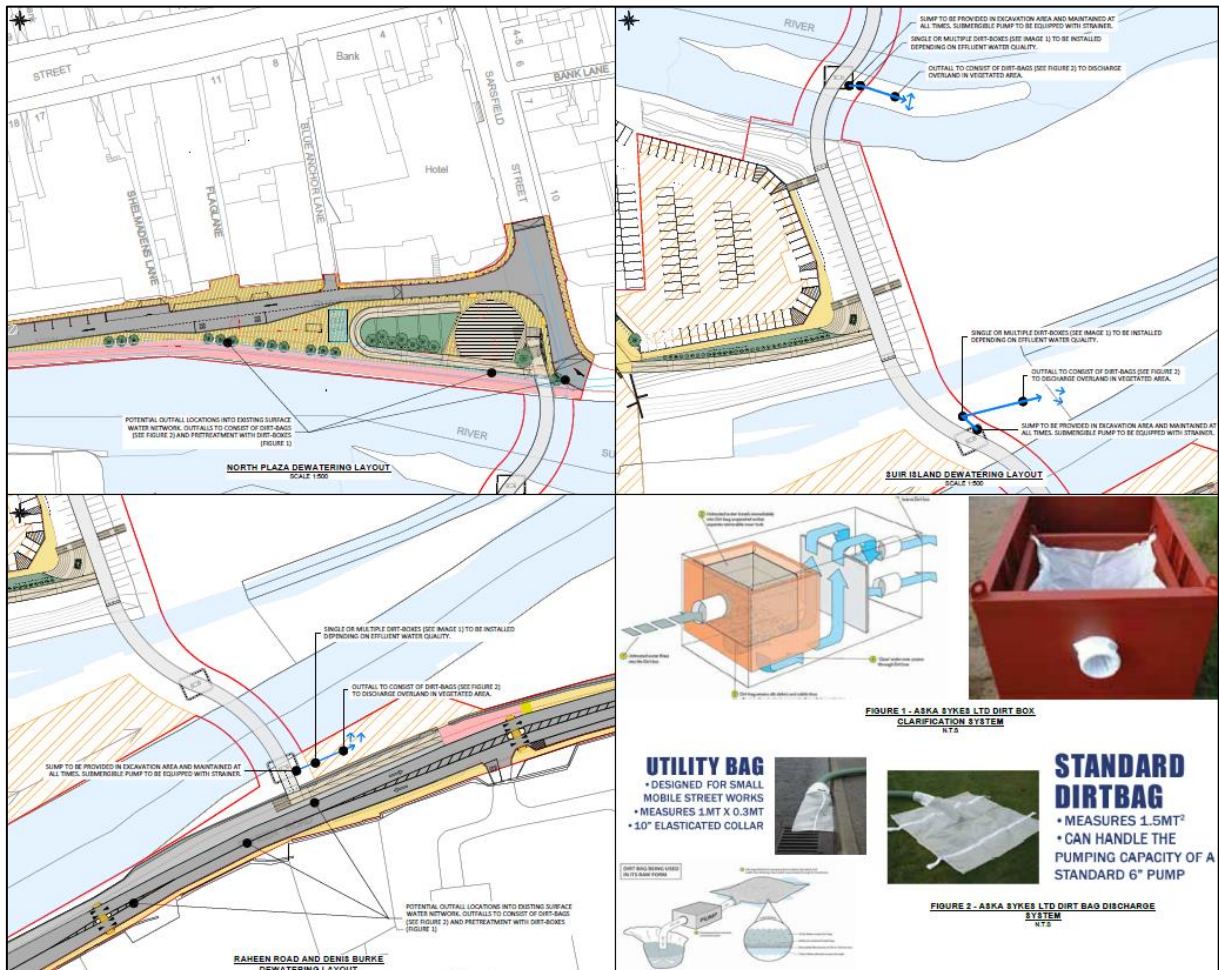 STREET
18
17
11
8
Bank
4
1
4-5
6
BANK LANE
7
SARSFIELD
STREET
10
Hotel
BLUE ANCHOR LANE
FLAGLANE
SHELMADENS LANE
POTENTIAL OUTFALL LOCATIONS INTO EXISTING SURFACE
WATER NETWORK. OUTFALLS TO CONSIST OF DIRT-BAGS
(SEE FIGURE 2) AND PRETREATMENT WITH DIRT-BOXES
(FIGURE 1)
RIVER
NORTH PLAZA DEWATERING LAYOUT
SCALE 1:500
RIVER
SUMP TO BE PROVIDED IN EXCAVATION AREA AND MAINTAINED AT
ALL TIMES. SUBMERSIBLE PUMP TO BE EQUIPPED WITH STRAINER.
SINGLE OR MULTIPLE DIRT-BOXES (SEE IMAGE 1) TO BE INSTALLED
DEPENDING ON EFFLUENT WATER QUALITY.
OUTFALL TO CONSIST OF DIRT-BAGS (SEE FIGURE 2) TO DISCHARGE
OVERLAND IN VEGETATED AREA.
SINGLE OR MULTIPLE DIRT-BOXES (SEE IMAGE 1) TO BE INSTALLED
DEPENDING ON EFFLUENT WATER QUALITY.
OUTFALL TO CONSIST OF DIRT-BAGS (SEE FIGURE 2)
TO DISCHARGE OVERLAND IN VEGETATED AREA.
SUMP TO BE PROVIDED IN EXCAVATION AREA AND MAINTAINED AT
ALL TIMES. SUBMERSIBLE PUMP TO BE EQUIPPED WITH STRAINER.
SUIR ISLAND DEWATERING LAYOUT
SCALE 1:500
SINGLE OR MULTIPLE DIRT-BOXES (SEE IMAGE 1) TO BE INSTALLED
DEPENDING ON EFFLUENT WATER QUALITY.
OUTFALL TO CONSIST OF DIRT-BAGS (SEE FIGURE 2)
TO DISCHARGE OVERLAND IN VEGETATED AREA.
SUMP TO BE PROVIDED IN EXCAVATION AREA AND MAINTAINED AT
ALL TIMES. SUBMERSIBLE PUMP TO BE EQUIPPED WITH STRAINER.
POTENTIAL OUTFALL LOCATIONS INTO EXISTING SURFACE
WATER NETWORK. OUTFALLS TO CONSIST OF DIRT-BAGS
(SEE FIGURE 2) AND PRETREATMENT WITH DIRT-BOXES
(FIGURE 1)
RAHEEN ROAD AND DENIS BURKE
DEWATERING LAYOUT
FIGURE 1 - ASKA SYKES LTD DIRT BOX
CLARIFICATION SYSTEM
N.T.S
UTILITY BAG
• DESIGNED FOR SMALL
MOBILE STREET WORKS
• MEASURES 1MT X 0.3MT
• 10" ELASTICATED COLLAR
DIRT BAG BEING USED
IN ITS RAW FORM
PUMP
STANDARD
DIRTBAG
• MEASURES 1.5MT²
• CAN HANDLE THE
PUMPING CAPACITY OF A
STANDARD 6" PUMP
FIGURE 2 - ASKA SYKES LTD DIRT BAG DISCHARGE
SYSTEM
N.T.S